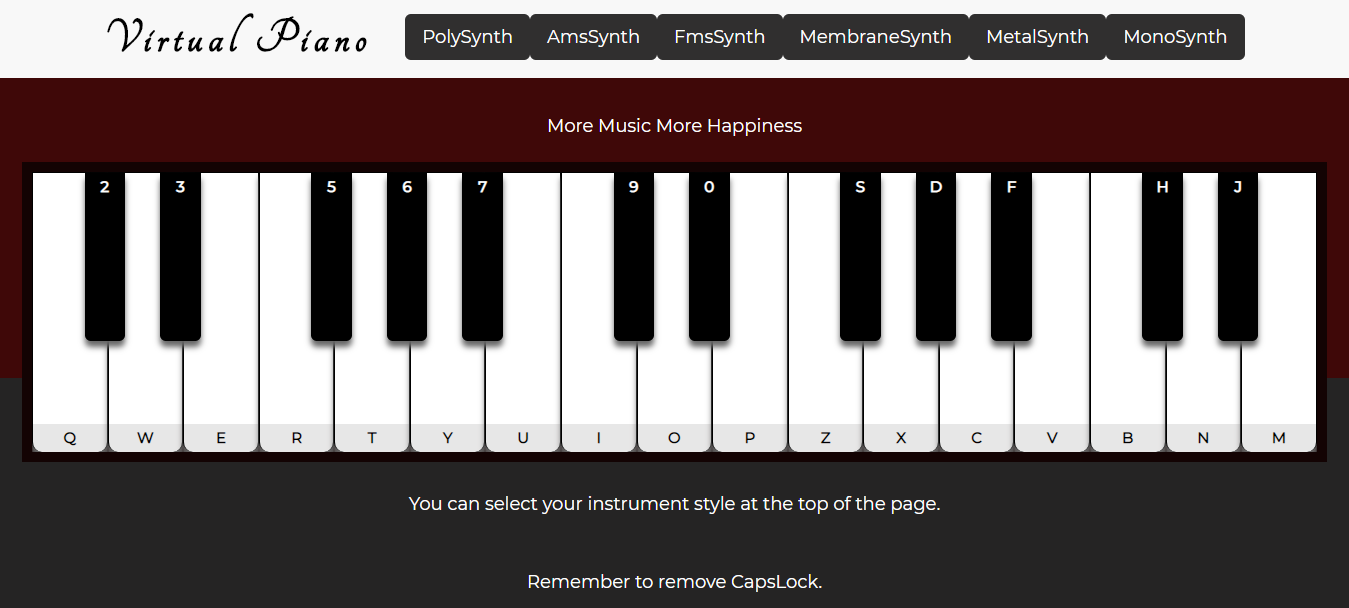 Virtual Piano PolySynth AmsSynth FmsSynth MembraneSynth MetalSynth MonoSynth
More Music More Happiness
2 3 5 6 7 9 0 S D F H J
Q W E R T Y U I O P Z X C V B N M
You can select your instrument style at the top of the page.
Remember to remove CapsLock.